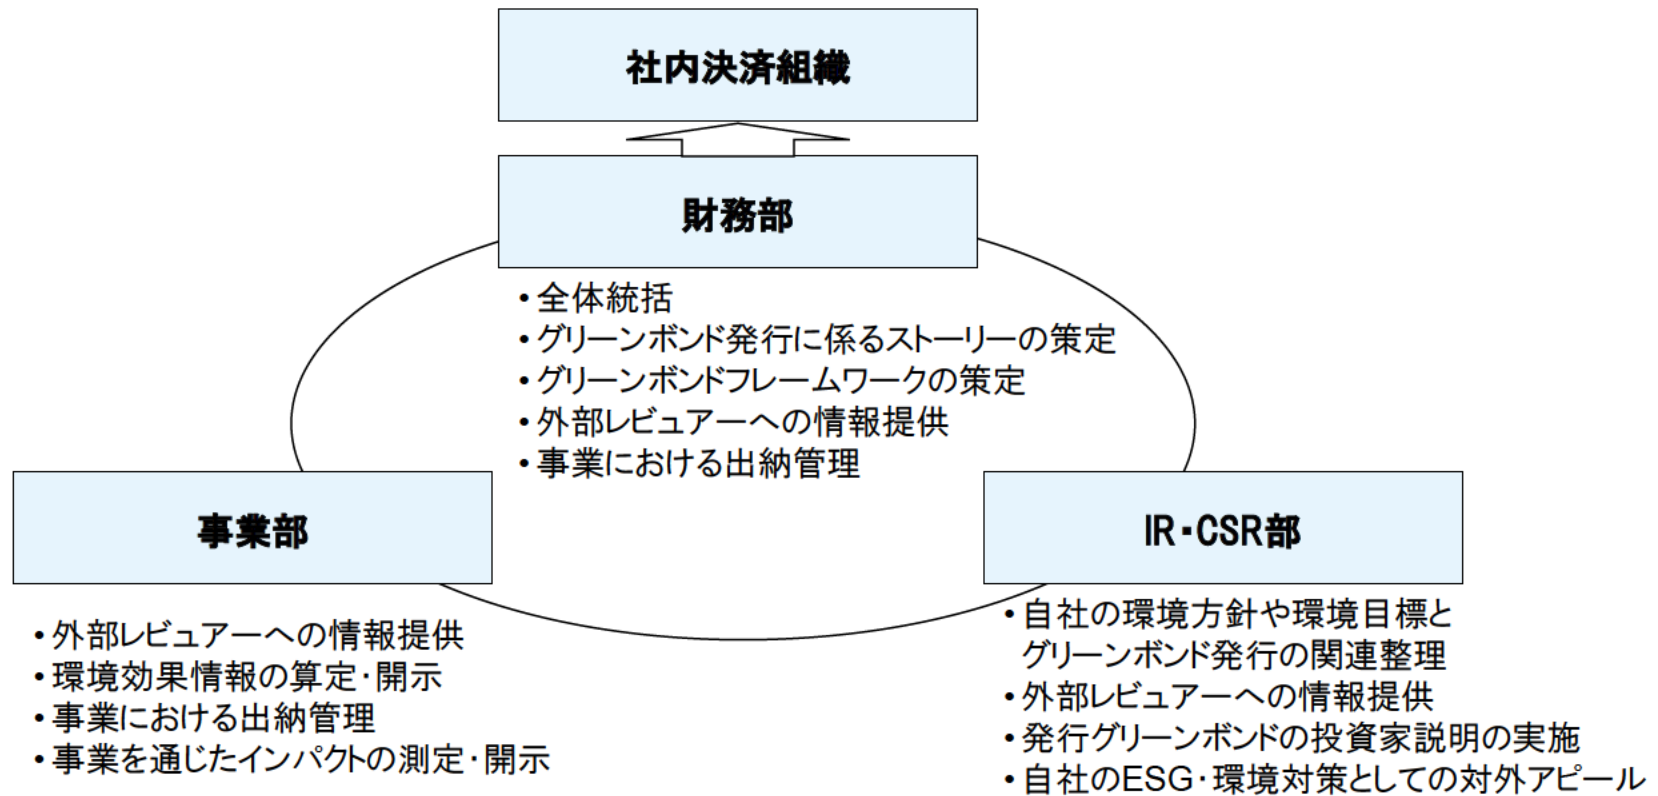 社内決済組織
財務部
・全体統括
・グリーンボンド発行に係るストーリーの策定
・グリーンボンドフレームワークの策定
・外部レビュアーへの情報提供
・事業における出納管理
事業部
・外部レビュアーへの情報提供
・環境効果情報の算定・開示
・事業における出納管理
・事業を通じたインパクトの測定・開示
IR・CSR部
・自社の環境方針や環境目標と
グリーンボンド発行の関連整理
・外部レビュアーへの情報提供
・発行グリーンボンドの投資家説明の実施
・自社のESG・環境対策としての対外アピール